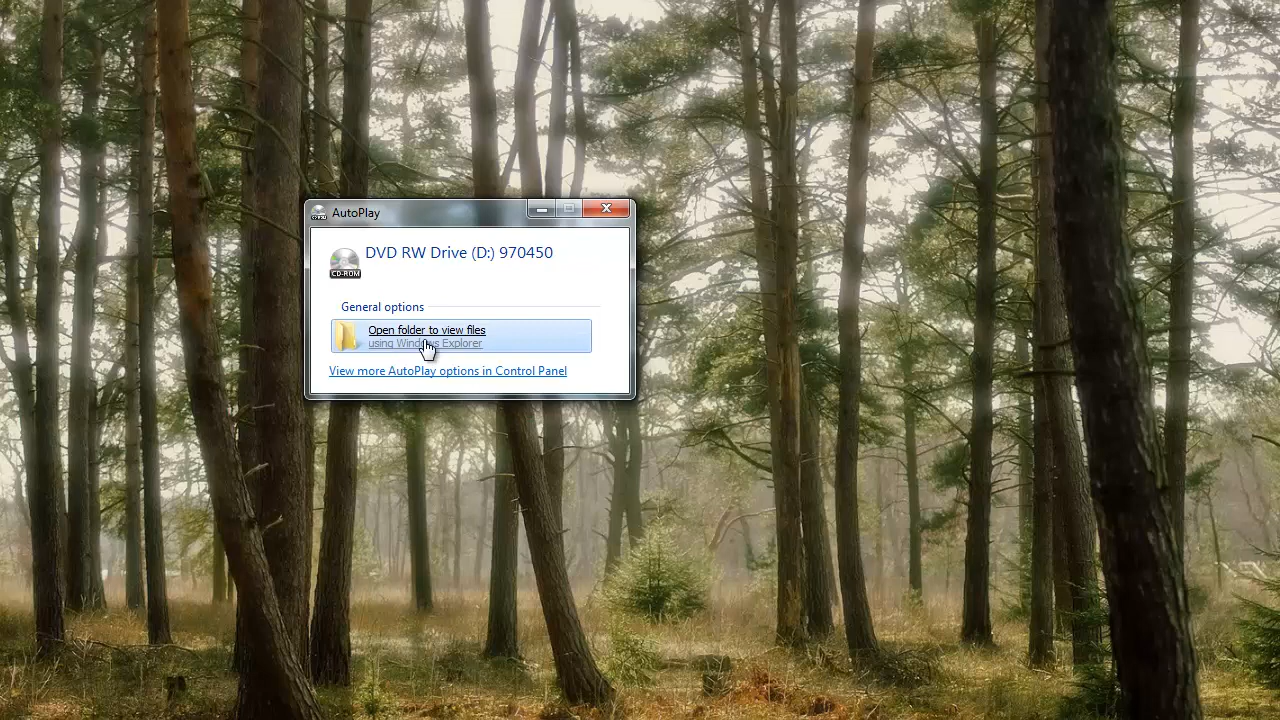 AutoPlay
DVD RW Drive (D:) 970450
CD-ROM
General options
Open folder to view files
using Windows Explorer
View more AutoPlay options in Control Panel